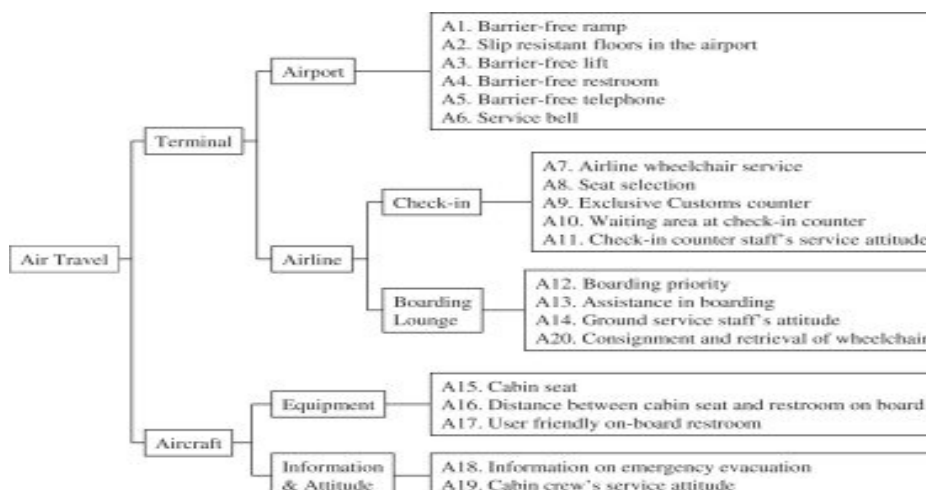 Air Travel
Terminal
Airport
A1. Barrier-free ramp
A2. Slip resistant floors in the airport
A3. Barrier-free lift
A4. Barrier-free restroom
A5. Barrier-free telephone
A6. Service bell
Airline
Check-in
A7. Airline wheelchair service
A8. Seat selection
A9. Exclusive Customs counter
A10. Waiting area at check-in counter
A11. Check-in counter staff's service attitude
Boarding
Lounge
A12. Boarding priority
A13. Assistance in boarding
A14. Ground service staff's attitude
A20. Consignment and retrieval of wheelchair
Aircraft
Equipment
A15. Cabin seat
A16. Distance between cabin seat and restroom on board
A17. User friendly on-board restroom
Information
& Attitude
A18. Information on emergency evacuation
A19. Cabin crew's service attitude